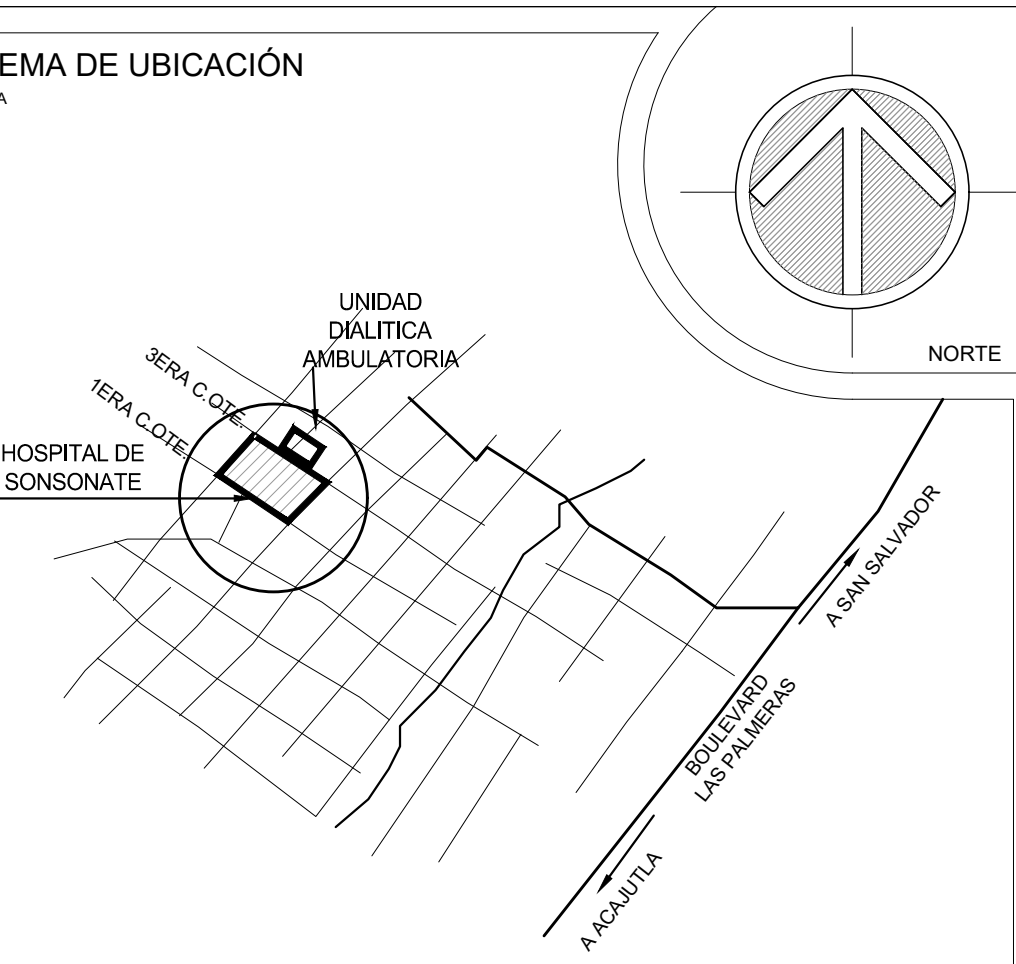 EMA DE UBICACIÓN
A
NORTE
UNIDAD
DIALITICA
AMBULATORIA
3ERA C.OTE.
1ERA C.OTE.
HOSPITAL DE
SONSONATE
A SAN SALVADOR
BOULEVARD
LAS PALMERAS
A ACAJUTLA